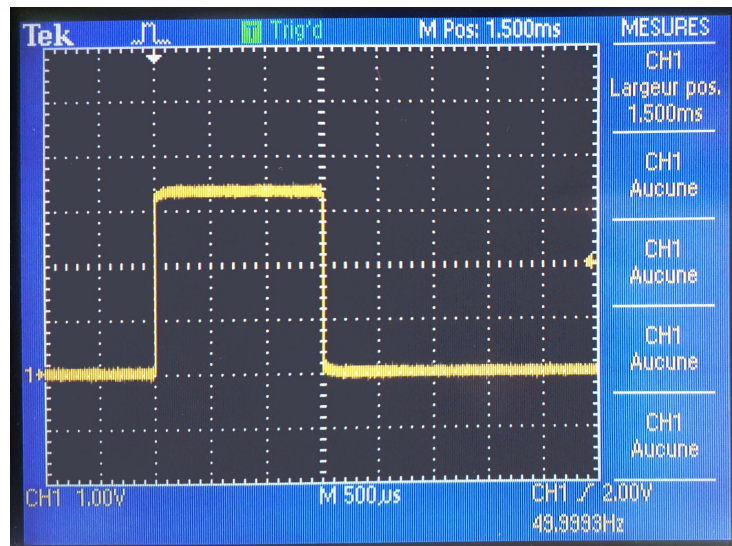 Tek T Trig'd M Pos: 1.500ms MESURES
CH1
Largeur pos.
1.500ms
CH1
Aucune
CH1
Aucune
CH1
Aucune
CH1
Aucune
1
CH1 1.00V M 500µs CH1 / 2.00V
49.9993Hz